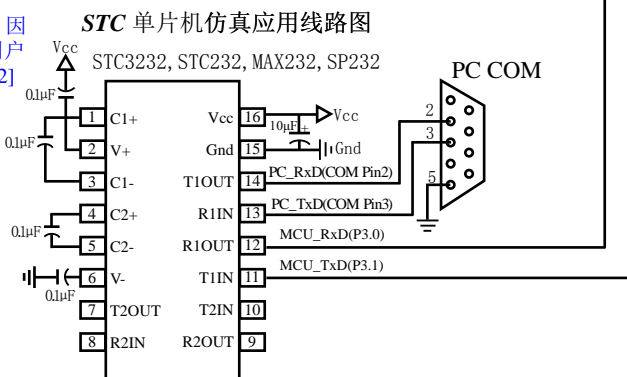 因
STC 单片机仿真应用线路图
户
Vcc
2]
STC3232,STC232,MAX232,SP232
PC COM
0.1μF
1 C1+
Vcc 16
Vcc
10μF +
0.1μF
2 V+
Gnd 15
Gnd
3 C1-
T1OUT 14
PC_RxD(COM Pin2)
2
3
5
4 C2+
R1IN 13
PC_TxD(COM Pin3)
0.1μF
5 C2-
R1OUT 12
MCU_RxD(P3.0)
6 V-
T1IN 11
MCU_TxD(P3.1)
0.1μF
7 T2OUT
T2IN 10
8 R2IN
R2OUT 9